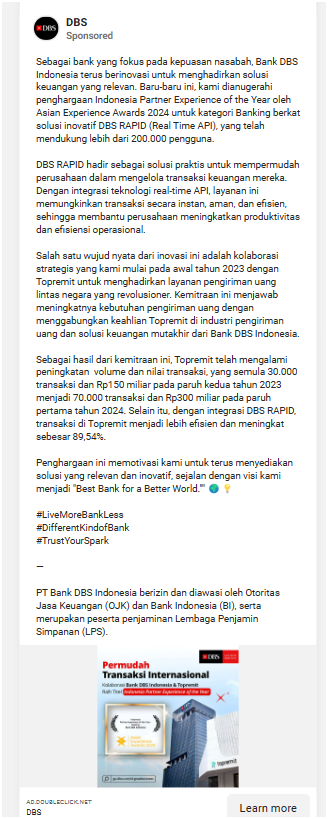 DBS
DBS
Sponsored
Sebagai bank yang fokus pada kepuasan nasabah, Bank DBS
Indonesia terus berinovasi untuk menghadirkan solusi
keuangan yang relevan. Baru-baru ini, kami dianugerahi
penghargaan Indonesia Partner Experience of the Year oleh
Asian Experience Awards 2024 untuk kategori Banking berkat
solusi inovatif DBS RAPID (Real Time API), yang telah
mendukung lebih dari 200.000 pengguna.
DBS RAPID hadir sebagai solusi praktis untuk mempermudah
perusahaan dalam mengelola transaksi keuangan mereka.
Dengan integrasi teknologi real-time API, layanan ini
memungkinkan transaksi secara instan, aman, dan efisien,
sehingga membantu perusahaan meningkatkan produktivitas
dan efisiensi operasional.
Salah satu wujud nyata dari inovasi ini adalah kolaborasi
strategis yang kami mulai pada awal tahun 2023 dengan
Topremit untuk menghadirkan layanan pengiriman uang
lintas negara yang revolusioner. Kemitraan ini menjawab
meningkatnya kebutuhan pengiriman uang dengan
menggabungkan keahlian Topremit di industri pengiriman
uang dan solusi keuangan mutakhir dari Bank DBS Indonesia.
Sebagai hasil dari kemitraan ini, Topremit telah mengalami
peningkatan volume dan nilai transaksi, yang semula 30.000
transaksi dan Rp150 miliar pada paruh kedua tahun 2023
menjadi 70.000 transaksi dan Rp300 miliar pada paruh
pertama tahun 2024. Selain itu, dengan integrasi DBS RAPID,
transaksi di Topremit menjadi lebih efisien dan meningkat
sebesar 89,54%.
Penghargaan ini memotivasi kami untuk terus menyediakan
solusi yang relevan dan inovatif, sejalan dengan visi kami
menjadi "Best Bank for a Better World."" 🌏 💡
#LiveMoreBankLess
#DifferentKindofBank
#TrustYourSpark
—
PT Bank DBS Indonesia berizin dan diawasi oleh Otoritas
Jasa Keuangan (OJK) dan Bank Indonesia (BI), serta
merupakan peserta penjaminan Lembaga Penjamin
Simpanan (LPS).
DBS
Permudah
Transaksi Internasional
Kolaborasi Bank DBS Indonesia & Topremit
Raih Titel Indonesia Partner Experience of the Year
topremit
AD.DOUBLECLICK.NET
DBS
Learn more